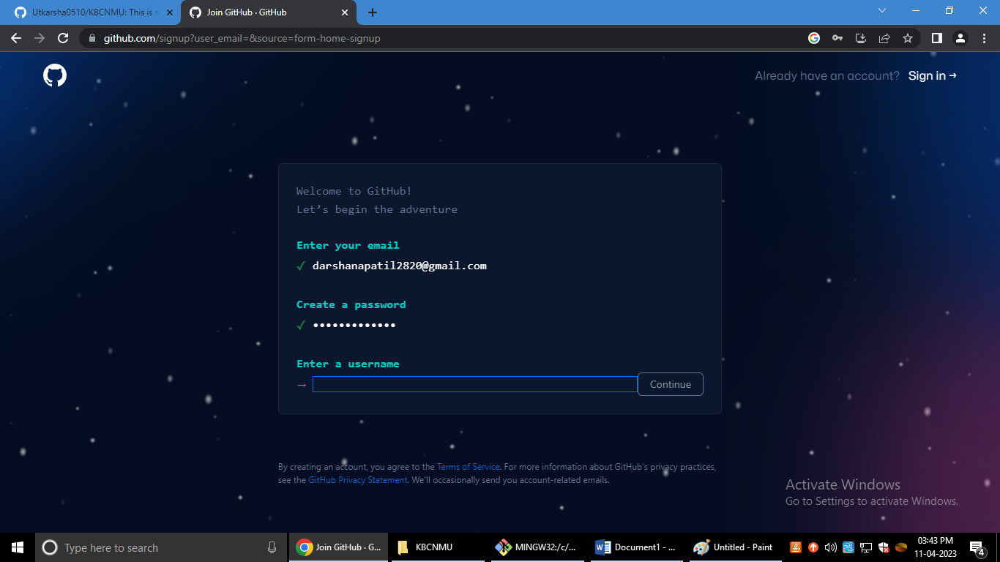 Utkarsha0510/KBCNMU: This is
Join GitHub · GitHub
github.com/signup?user_email=&source=form-home-signup
Already have an account? Sign in →
Welcome to GitHub!
Let’s begin the adventure
Enter your email
✓ darshanapatil2820@gmail.com
Create a password
✓ •••••••••••••
Enter a username
→
Continue
By creating an account, you agree to the Terms of Service. For more information about GitHub's privacy practices,
see the GitHub Privacy Statement. We'll occasionally send you account-related emails.
Activate Windows
Go to Settings to activate Windows.
Type here to search
Join GitHub · G...
KBCNMU
MINGW32:/c/...
Document1 - ...
Untitled - Paint
03:43 PM
11-04-2023
4